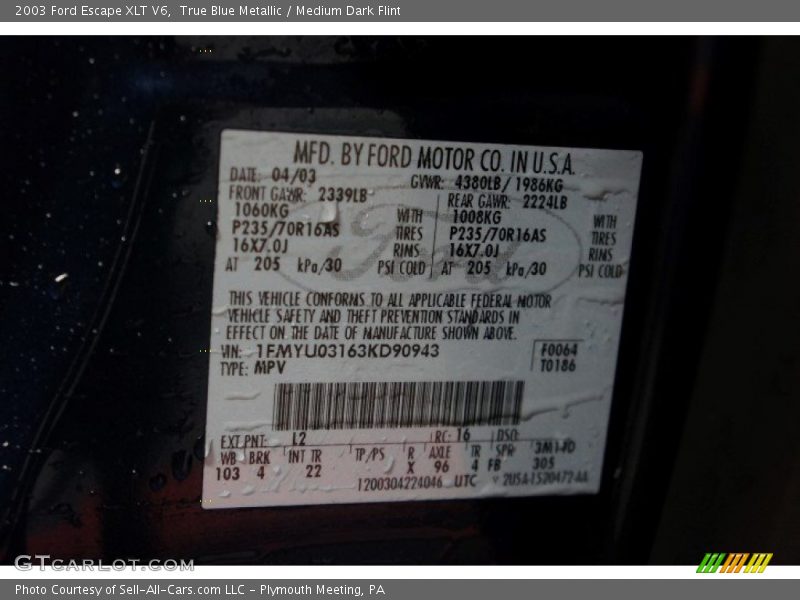 2003 Ford Escape XLT V6,  True Blue Metallic / Medium Dark Flint
MFD. BY FORD MOTOR CO. IN U.S.A.
DATE: 04/03 GVWR: 4380LB/ 1986KG
FRONT GAWR: 2339LB REAR GAWR: 2224LB
1060KG WITH 1008KG WITH
P235/70R16AS TIRES P235/70R16AS TIRES
16X7.0J RIMS 16X7.0J RIMS
AT 205 kPa/30 PSI COLD AT 205 kPa/30 PSI COLD
Ford
THIS VEHICLE CONFORMS TO ALL APPLICABLE FEDERAL MOTOR
VEHICLE SAFETY AND THEFT PREVENTION STANDARDS IN
EFFECT ON THE DATE OF MANUFACTURE SHOWN ABOVE.
VIN: 1FMYU03163KD90943 F0064
TYPE: MPV T0186
EXT PNT: L2 RC: 16 DSO:
WB BRK INT TR TP/PS R AXLE TR SPR
103 4 22 X 96 4 FB 305
1200304224046 UTC
GTCARLOT.COM
Photo Courtesy of Sell-All-Cars.com LLC - Plymouth Meeting, PA